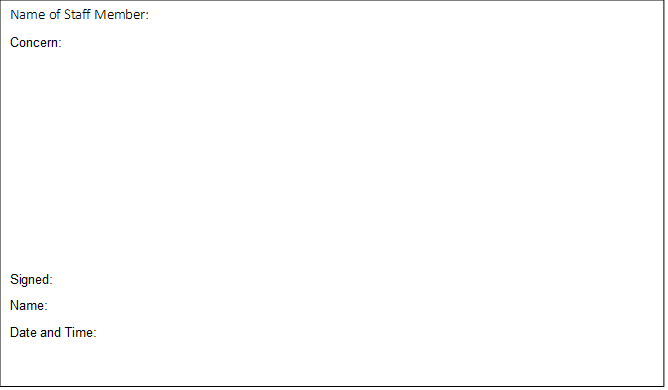 Name of Staff Member:
Concern:
Signed:
Name:
Date and Time: